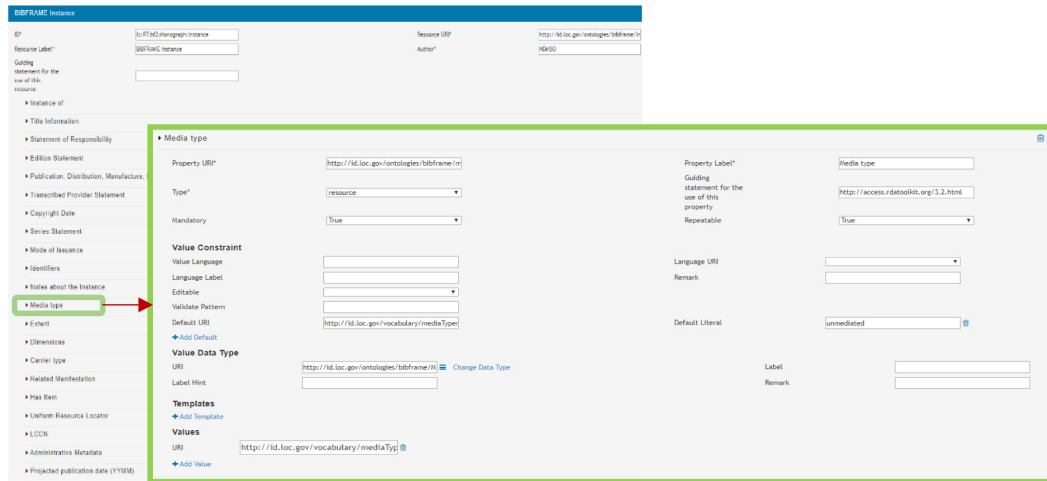 BIBFRAME Instance
ID* lc:RT:bf2:Monograph:Instance Resource URI* http://id.loc.gov/ontologies/bibframe/In
Resource Label* BIBFRAME Instance Author* NDMSO
Guiding
statement for the
use of this
resource
Instance of
Title Information
Statement of Responsibility
Edition Statement
Publication, Distribution, Manufacture,
Transcribed Provider Statement
Copyright Date
Series Statement
Mode of Issuance
Identifiers
Notes about the Instance
Media type
Extent
Dimensions
Carrier type
Related Manifestation
Has Item
Uniform Resource Locator
LCCN
Administrative Metadata
Projected publication date (YYMM)
Media type
Property URI* http://id.loc.gov/ontologies/bibframe/m Property Label* Media type
Guiding
statement for the
use of this
property http://access.rdatoolkit.org/3.2.html
Type* resource
Mandatory True Repeatable True
Value Constraint
Value Language Language URI
Language Label Remark
Editable
Validate Pattern
Default URI http://id.loc.gov/vocabulary/mediaTypes Default Literal unmediated
+Add Default
Value Data Type
URI http://id.loc.gov/ontologies/bibframe/M Change Data Type Label
Label Hint Remark
Templates
+Add Template
Values
URI http://id.loc.gov/vocabulary/mediaTyp
+Add Value